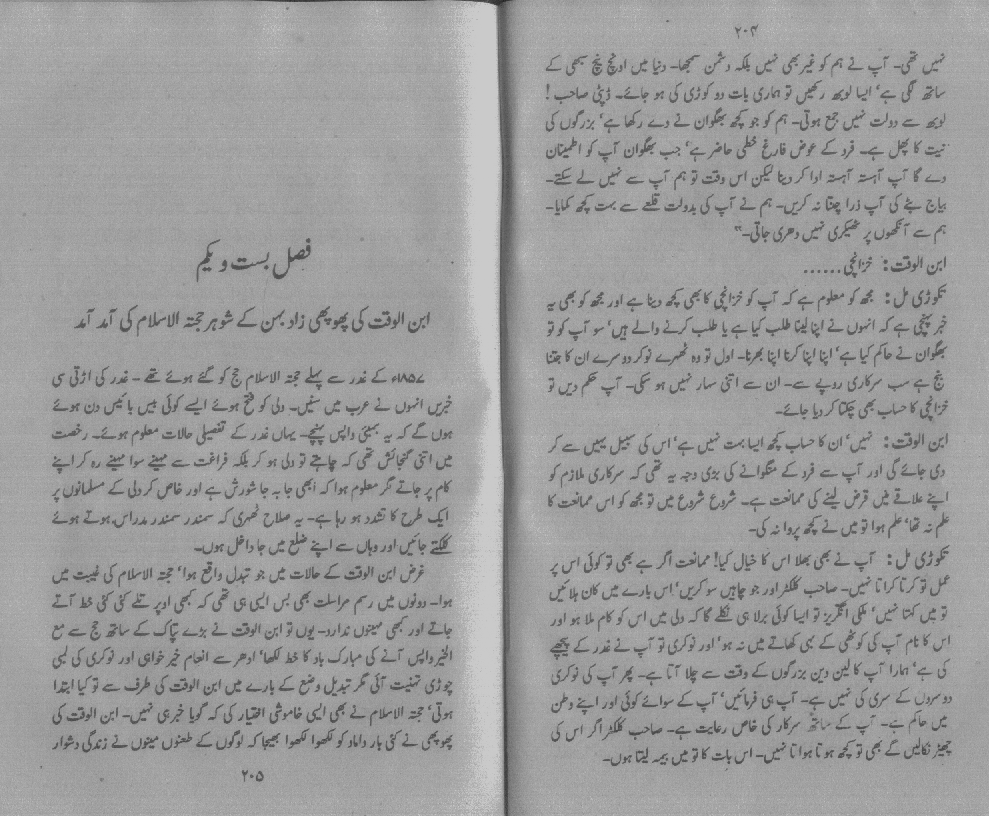 ۲۰۴
نہیں تھی۔ آپ نے ہم کو غیر بھی نہیں بلکہ دشمن سمجھا۔ دنیا میں اونچ نیچ سبھی کے
ساتھ لگی ہے‘ ایسا لوبھ رکھیں تو ہماری بات دو کوڑی کی ہو جائے۔ ڈپٹی صاحب !
لوبھ سے دولت نہیں جمع ہوتی۔ ہم کو جو کچھ بھگوان نے دے رکھا ہے‘ بزرگوں کی
نیت کا پھل ہے۔ فرد کے عوض فارغ خطی حاضر ہے‘ جب بھگوان آپ کو اطمینان
دے گا آپ آہستہ آہستہ ادا کر دینا لیکن اس وقت تو ہم آپ سے نہیں لے سکتے۔
بیاج بٹے کی آپ ذرا چنتا نہ کریں۔ ہم نے آپ کی بدولت قلعے سے بہت کچھ کمایا۔
ہم سے آنکھوں پر ٹھیکری نہیں دھری جاتی۔“
ابن الوقت: خزانچی......
ٹکوڑی مل: مجھ کو معلوم ہے کہ آپ کو خزانچی کا بھی کچھ دینا ہے اور مجھ کو بھی یہ
خبر پہنچی ہے کہ انہوں نے اپنا لینا طلب کیا ہے یا طلب کرنے والے ہیں‘ سو آپ کو تو
بھگوان نے حاکم کیا ہے‘ اپنا اپنا کرنا اپنا بھرنا۔ اول تو وہ ٹھہرے نوکر دوسرے ان کا جتنا
بنج ہے سب سرکاری روپے سے۔ ان سے اتنی سہار نہیں ہو سکتی۔ آپ حکم دیں تو
خزانچی کا حساب بھی چکتا کر دیا جائے۔
ابن الوقت: نہیں‘ ان کا حساب کچھ ایسا بہت نہیں ہے‘ اس کی سبیل یہیں سے کر
دی جائے گی اور آپ سے فرد کے منگوانے کی بڑی وجہ یہ تھی کہ سرکاری ملازم کو
اپنے علاقے میں قرض لینے کی ممانعت ہے۔ شروع شروع میں تو مجھ کو اس ممانعت کا
علم نہ تھا‘ علم ہوا تو میں نے کچھ پروا نہ کی۔
ٹکوڑی مل: آپ نے بھی بھلا اس کا خیال کیا! ممانعت اگر ہے بھی تو کوئی اس پر
عمل تو کرتا کراتا نہیں۔ صاحب کلکٹر اور جو چاہیں سو کریں‘ اس بارے میں کان ہلائیں
تو میں کہتا نہیں‘ ملکی انگریز تو ایسا کوئی برلا ہی نکلے گا کہ دلی میں اس کو کام ملا ہو اور
اس کا نام آپ کی کوٹھی کے بہی کھاتے میں نہ ہو‘ اور نوکری تو آپ نے غدر کے پیچھے
کی ہے‘ ہمارا آپ کا لین دین بزرگوں کے وقت سے چلا آتا ہے۔ پھر آپ کی نوکری
دوسروں کے سری کی نہیں ہے۔ آپ ہی فرمائیں‘ آپ کے سوائے کوئی اور اپنے وطن
میں حاکم ہے۔ آپ کے ساتھ سرکار کی خاص رعایت ہے۔ صاحب کلکٹر اگر اس کی
چھیڑ نکالیں گے بھی تو کچھ ہوتا ہواتا نہیں۔ اس بات کا تو میں بیمہ لیتا ہوں۔
فصل بست و یکم
ابن الوقت کی پھوپھی زاد بہن کے شوہر حجتہ الاسلام کی آمد آمد
۱۸۵۷ء کے غدر سے پہلے حجتہ الاسلام حج کو گئے ہوئے تھے۔ غدر کی اڑتی سی
خبریں انہوں نے عرب میں سنیں۔ دلی کو فتح ہوئے ایسے کوئی بیس بائیس دن ہوئے
ہوں گے کہ یہ بمبئی واپس پہنچے۔ یہاں غدر کے تفصیلی حالات معلوم ہوئے۔ رخصت
میں اتنی گنجائش تھی کہ چاہتے تو دلی ہو کر بلکہ فراغت سے مہینے سوا مہینے رہ کر اپنے
کام پر جاتے مگر معلوم ہوا کہ ابھی جا بہ جا شورش ہے اور خاص کر دلی کے مسلمانوں پر
ایک طرح کا تشدد ہو رہا ہے۔ یہ صلاح ٹھہری کہ سمندر سمندر مدراس ہوتے ہوئے
کلکتے جائیں اور وہاں سے اپنے ضلع میں جا داخل ہوں۔
غرض ابن الوقت کے حالات میں جو تبدل واقع ہوا‘ حجتہ الاسلام کی غیبت میں
ہوا۔ دونوں میں رسم مراسلت بھی بس ایسی ہی تھی کہ کبھی اوپر تلے کئی کئی خط آتے
جاتے اور کبھی مہینوں ندارد۔ یوں تو ابن الوقت نے بڑے تپاک کے ساتھ حج سے مع
الخیر واپس آنے کی مبارک باد کا خط لکھا‘ ادھر سے انعام خیر خواہی اور نوکری کی لمبی
چوڑی تہنیت آئی مگر تبدیل وضع کے بارے میں ابن الوقت کی طرف سے تو کیا ابتدا
ہوتی‘ حجتہ الاسلام نے بھی ایسی خاموشی اختیار کی کہ گویا خبر ہی نہیں۔ ابن الوقت کی
پھوپھی نے کئی بار داماد کو لکھوا لکھوا بھیجا کہ لوگوں کے طعنوں مینوں نے زندگی دشوار
۲۰۵